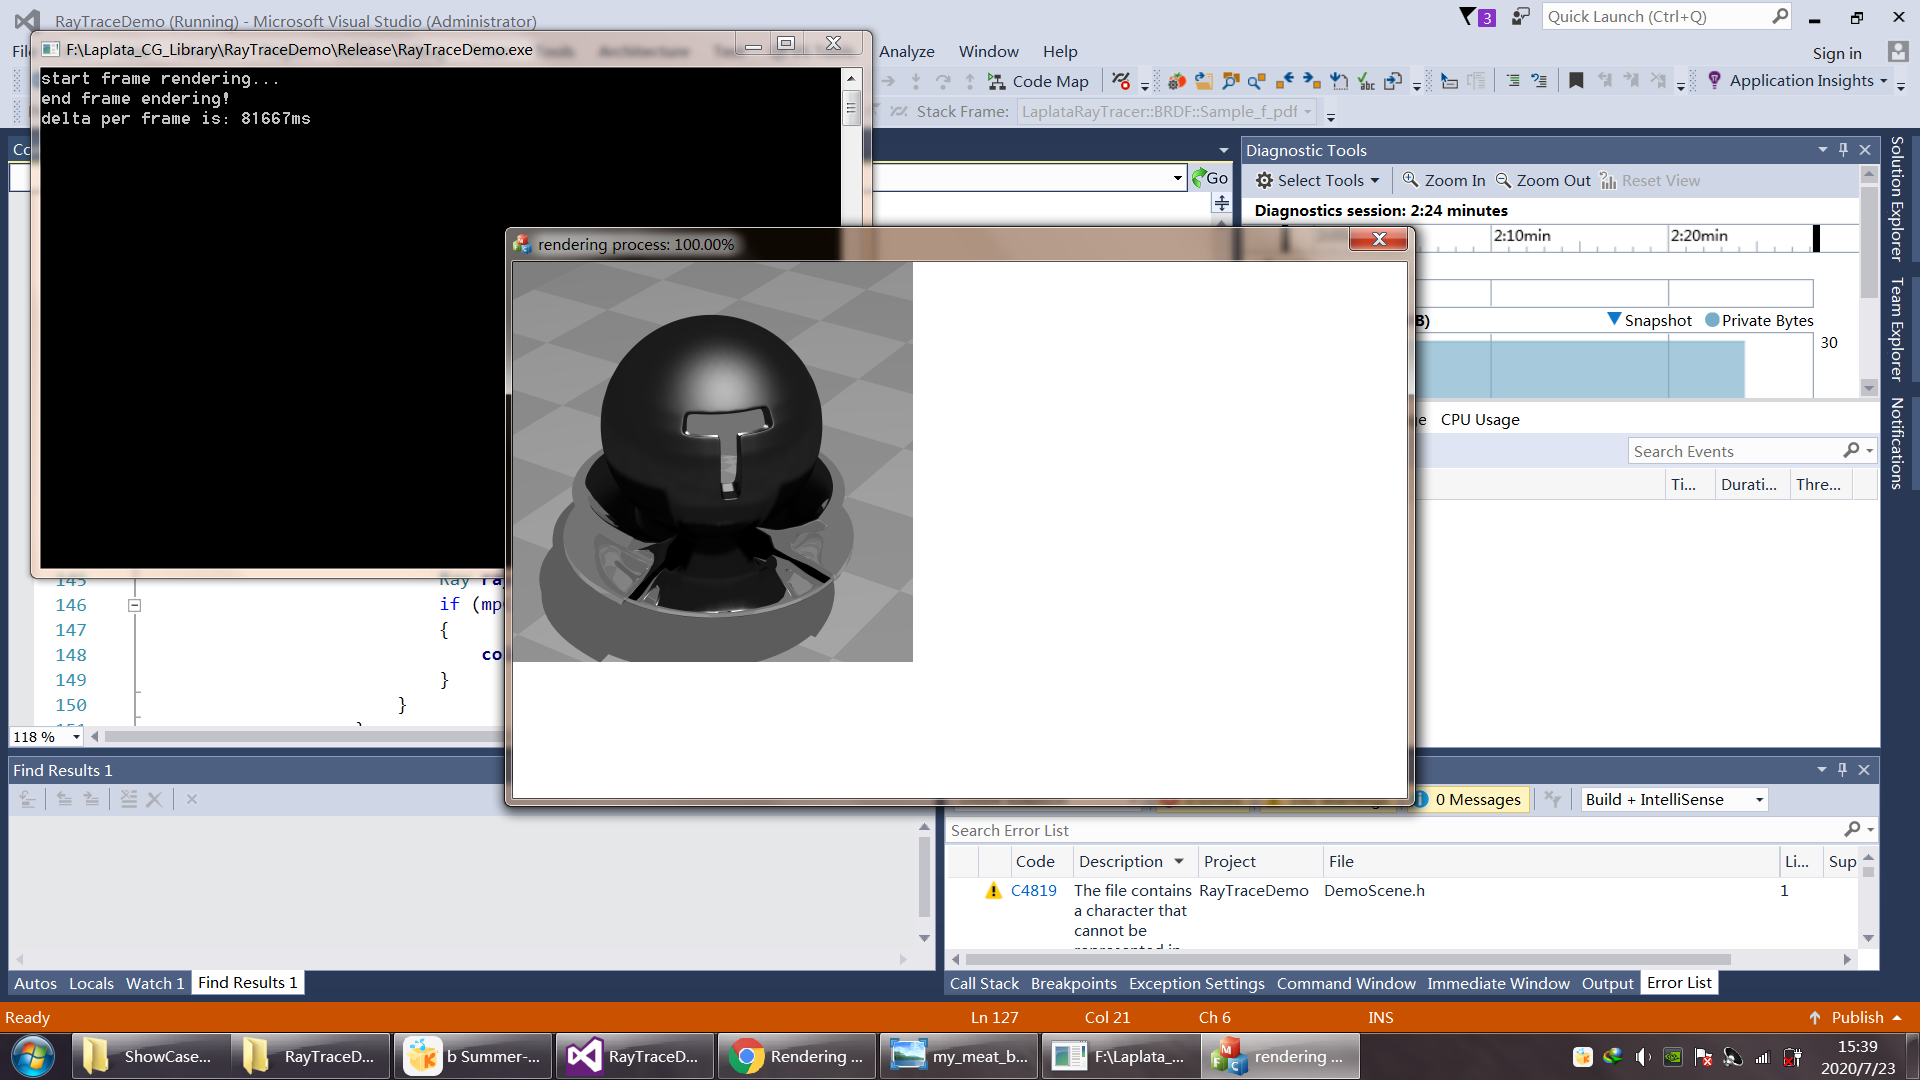 RayTraceDemo (Running) - Microsoft Visual Studio (Administrator)
3
Quick Launch (Ctrl+Q)
F:\Laplata_CG_Library\RayTraceDemo\Release\RayTraceDemo.exe
Analyze Window Help
Sign in
start frame rendering...
end frame endering!
delta per frame is: 81667ms
Code Map
Application Insights
Stack Frame: LaplataRayTracer::BRDF::Sample_f_pdf
Go
Diagnostic Tools
Select Tools Zoom In Zoom Out Reset View
Diagnostics session: 2:24 minutes
2:10min 2:20min
Snapshot Private Bytes
30
CPU Usage
Search Events
Ti... Durati... Thre...
rendering process: 100.00%
Solution Explorer
Team Explorer
Notifications
145 Ray ra
146 if (mp
147 {
148 co
149 }
150 }
118 %
Find Results 1
0 Messages
Build + IntelliSense
Search Error List
Code Description Project File Li... Sup
C4819 The file contains RayTraceDemo DemoScene.h 1
a character that
cannot be
Autos Locals Watch 1 Find Results 1
Call Stack Breakpoints Exception Settings Command Window Immediate Window Output Error List
Ready
Ln 127 Col 21 Ch 6 INS
Publish
ShowCase... RayTraceD... b Summer-... RayTraceD... Rendering ... my_meat_b... F:\Laplata_... rendering ...
15:39
2020/7/23